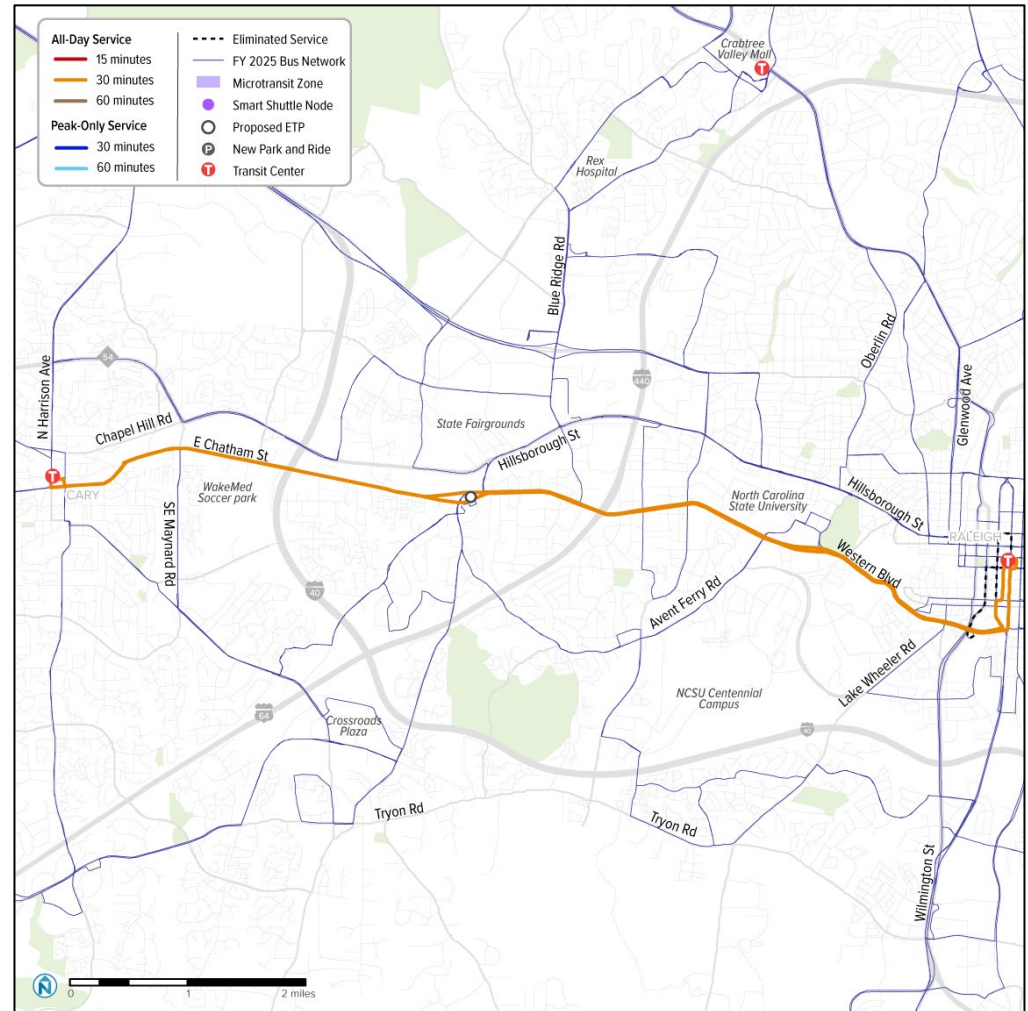 All-Day Service
15 minutes
30 minutes
60 minutes
Peak-Only Service
30 minutes
60 minutes
Eliminated Service
FY 2025 Bus Network
Microtransit Zone
Smart Shuttle Node
Proposed ETP
P
New Park and Ride
T
Transit Center
Crabtree
Valley Mall
T
Rex
Hospital
Blue Ridge Rd
Oberlin Rd
Glenwood Ave
N Harrison Ave
54
440
Chapel Hill Rd
State Fairgrounds
Hillsborough St
E Chatham St
T
CARY
WakeMed
Soccer park
SE Maynard Rd
North Carolina
State University
Hillsborough St
RALEIGH
T
Western Blvd
40
Avent Ferry Rd
Lake Wheeler Rd
NCSU Centennial
Campus
64
Crossroads
Plaza
40
Tryon Rd
Tryon Rd
Wilmington St
N
0
1
2 miles